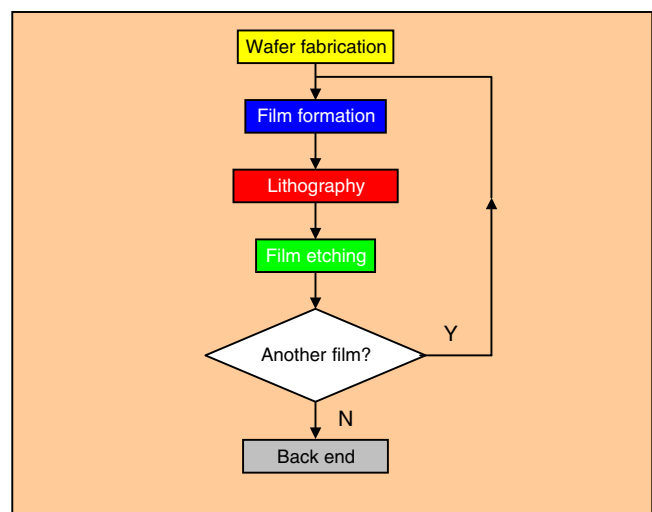 Wafer fabrication
Film formation
Lithography
Film etching
Another film?
Y
N
Back end